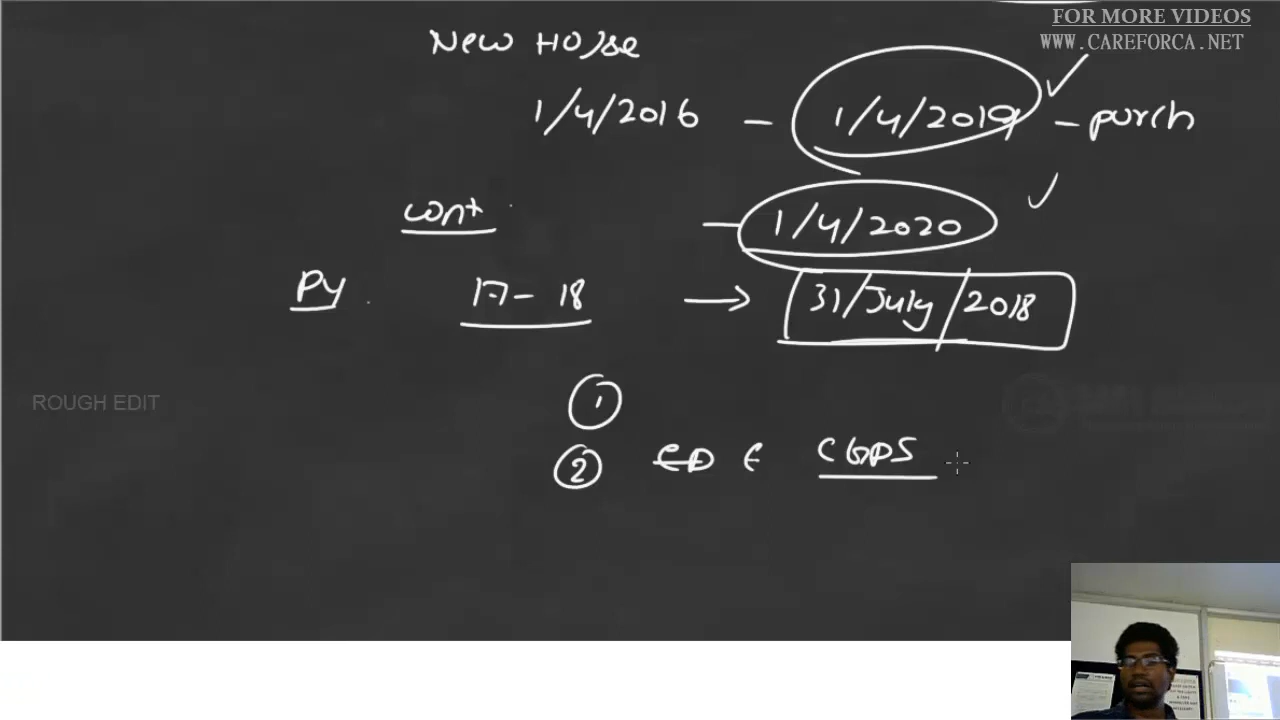 FOR MORE VIDEOS
WWW.CAREFORCA.NET
New House
1/4/2016 - 1/4/2019 - purch
cont - 1/4/2020
PY 17-18 → 31/July/2018
1
2
ROUGH EDIT